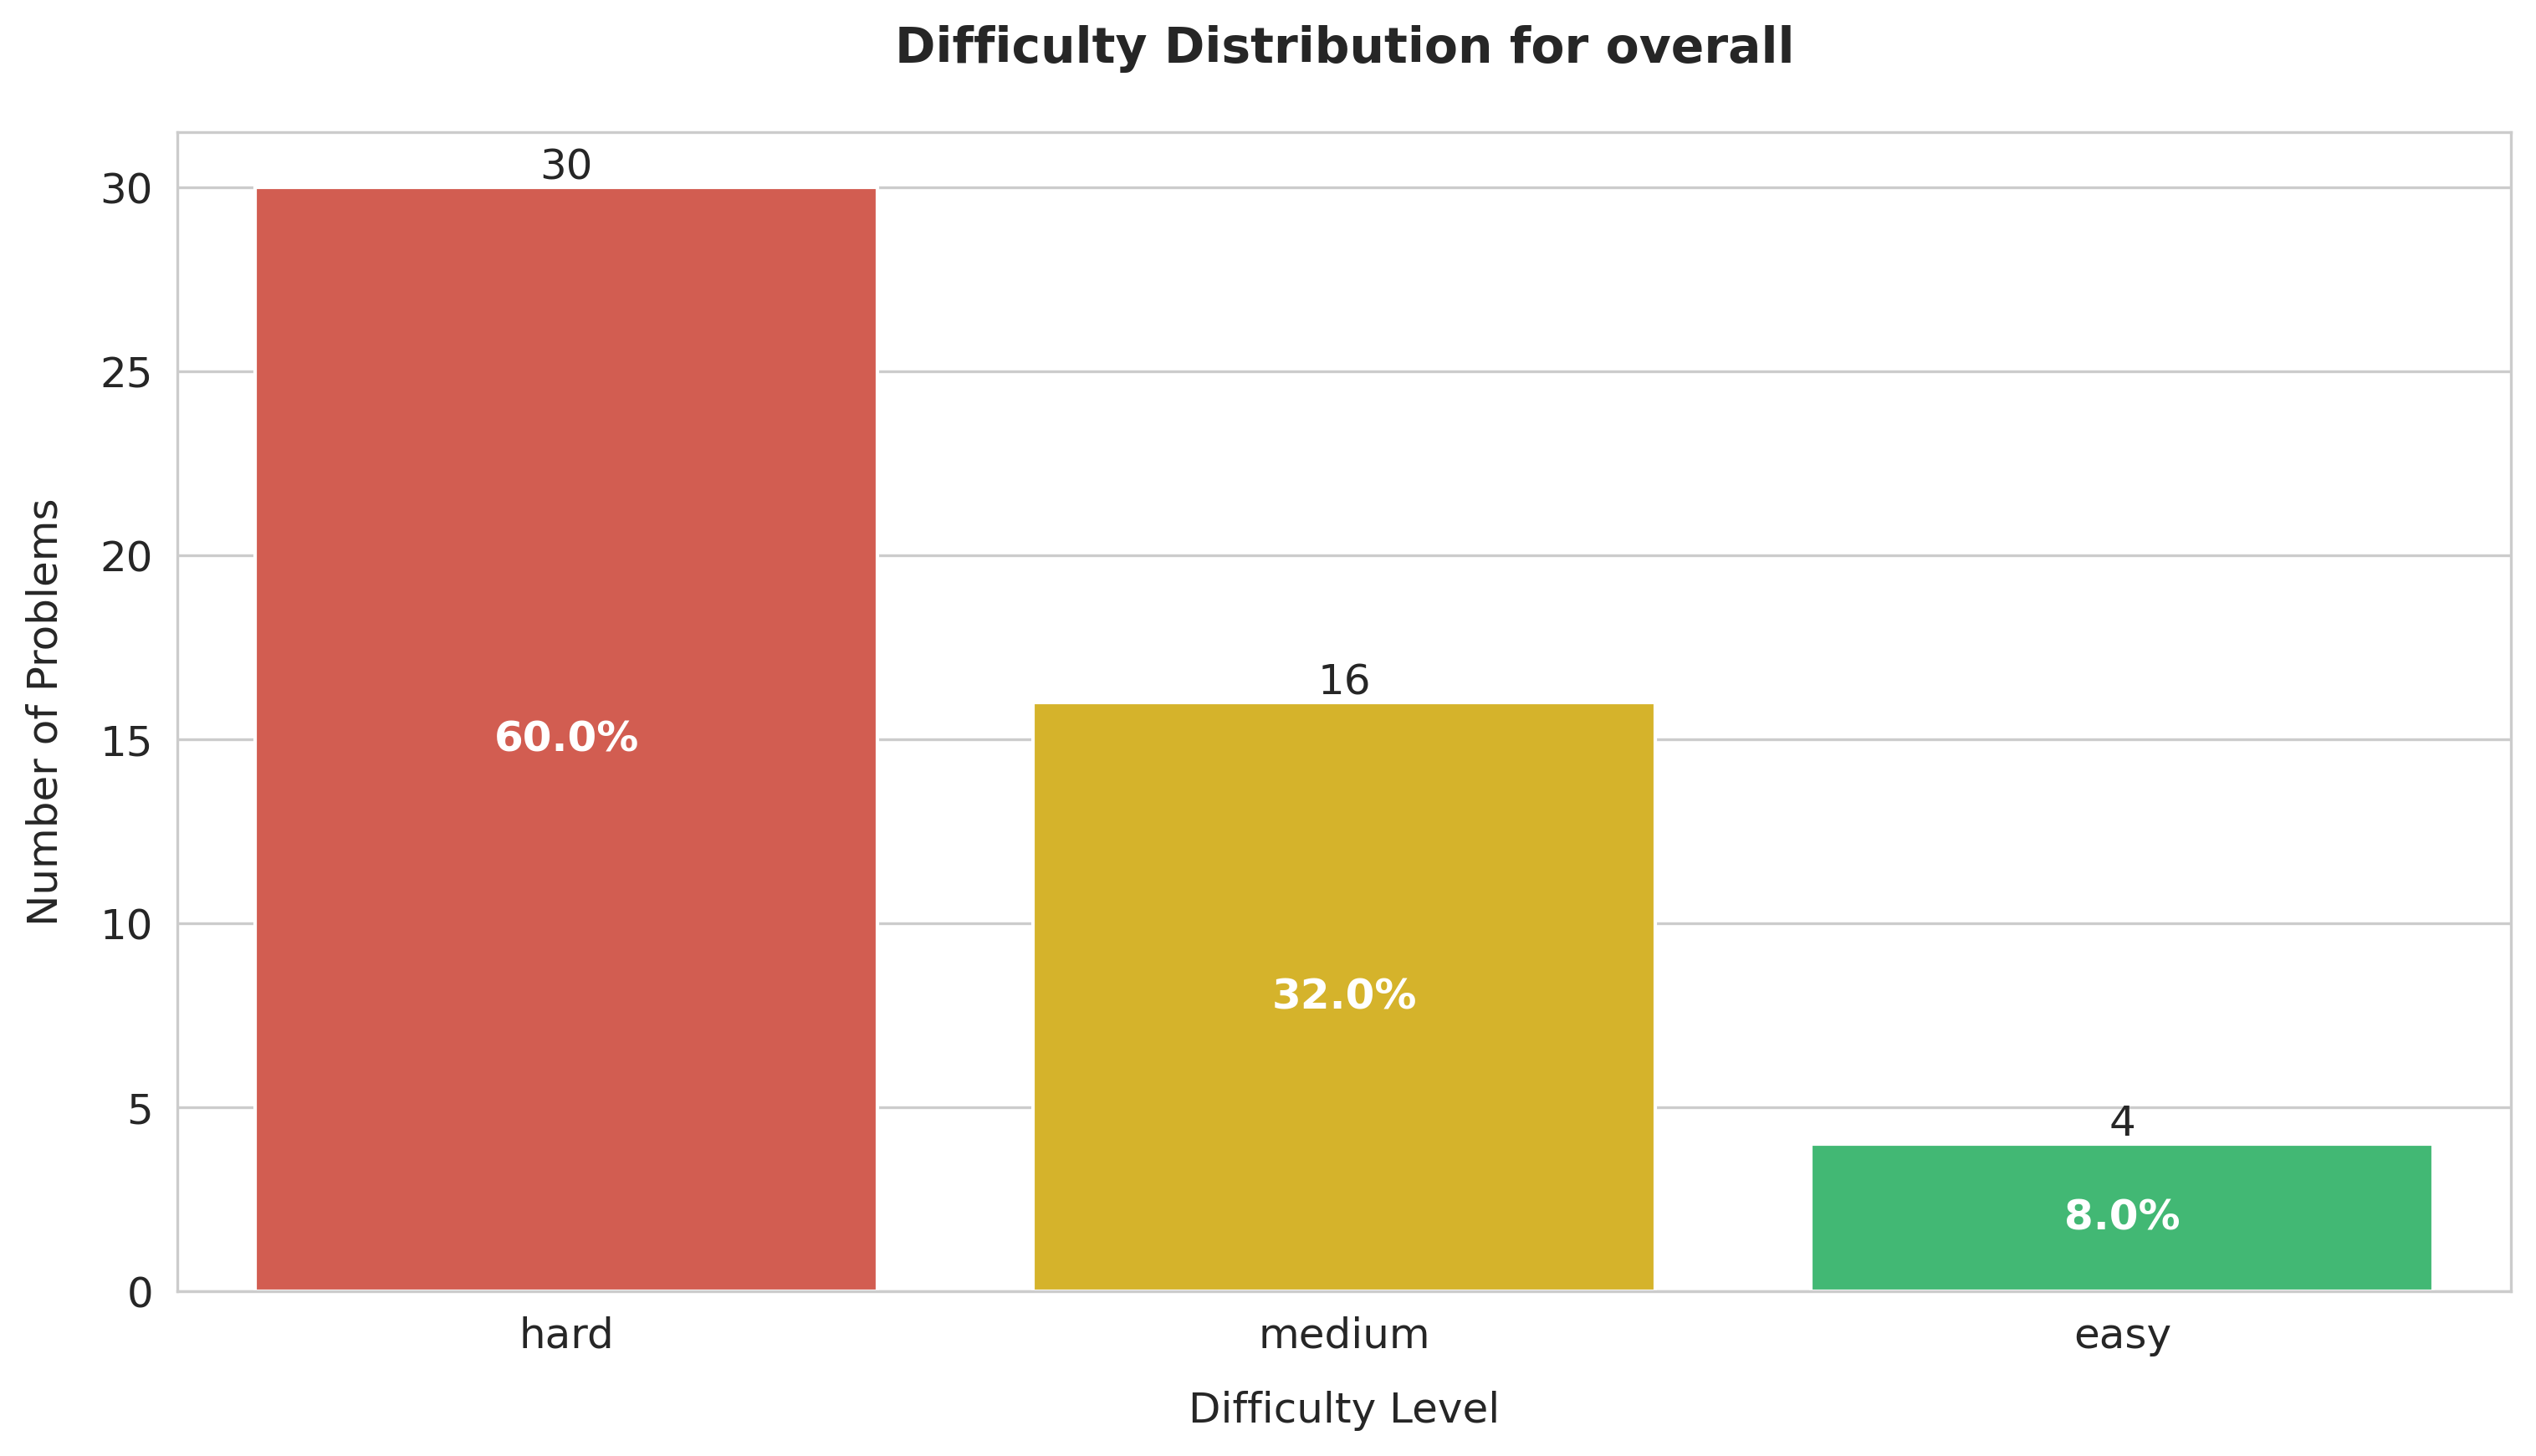 Difficulty Distribution for overall
Number of Problems
30
25
20
15
10
5
0
30
60.0%
16
32.0%
4
8.0%
hard
medium
easy
Difficulty Level